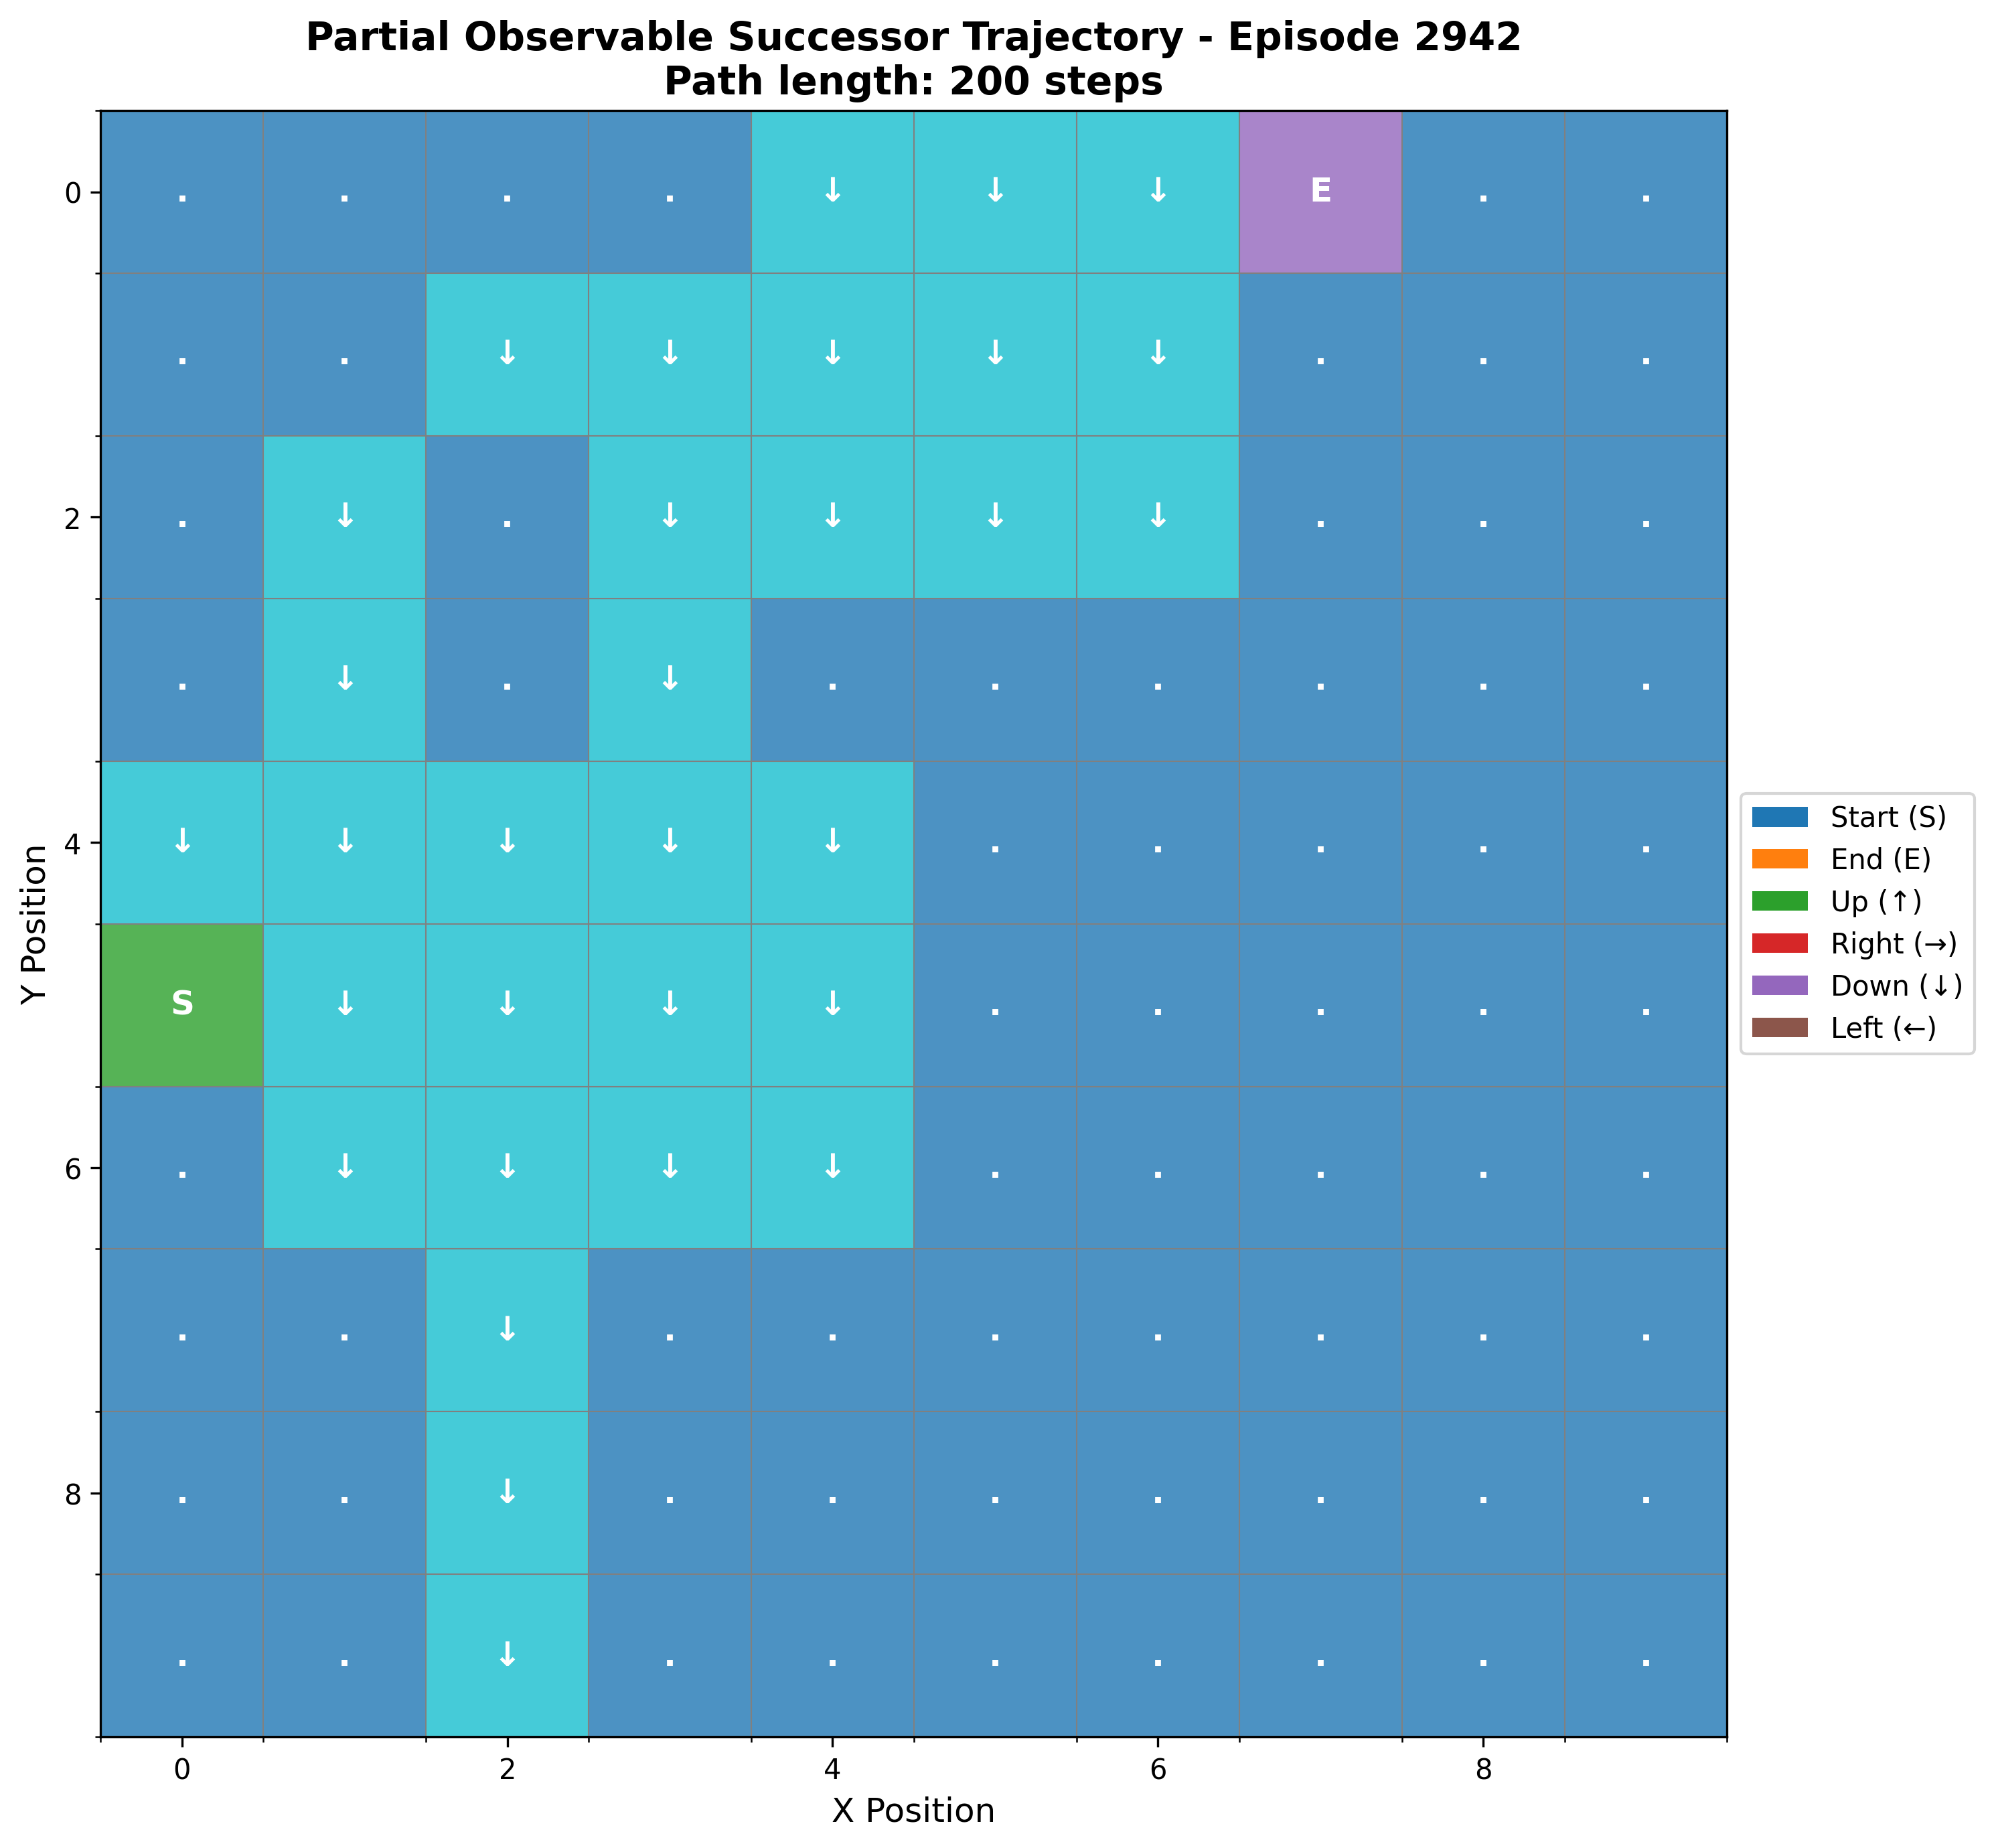 Partial Observable Successor Trajectory - Episode 2942
Path length: 200 steps
0 . . . . ↓ ↓ ↓ E . .
. . ↓ ↓ ↓ ↓ ↓ . . .
2 . ↓ . ↓ ↓ ↓ ↓ . . .
. ↓ . ↓ . . . . . .
4 ↓ ↓ ↓ ↓ ↓ . . . . .
S ↓ ↓ ↓ ↓ . . . . .
6 . ↓ ↓ ↓ ↓ . . . . .
. . ↓ . . . . . . .
8 . . ↓ . . . . . . .
. . ↓ . . . . . . .
0 2 4 6 8
X Position
Y Position
Start (S)
End (E)
Up (↑)
Right (→)
Down (↓)
Left (←)